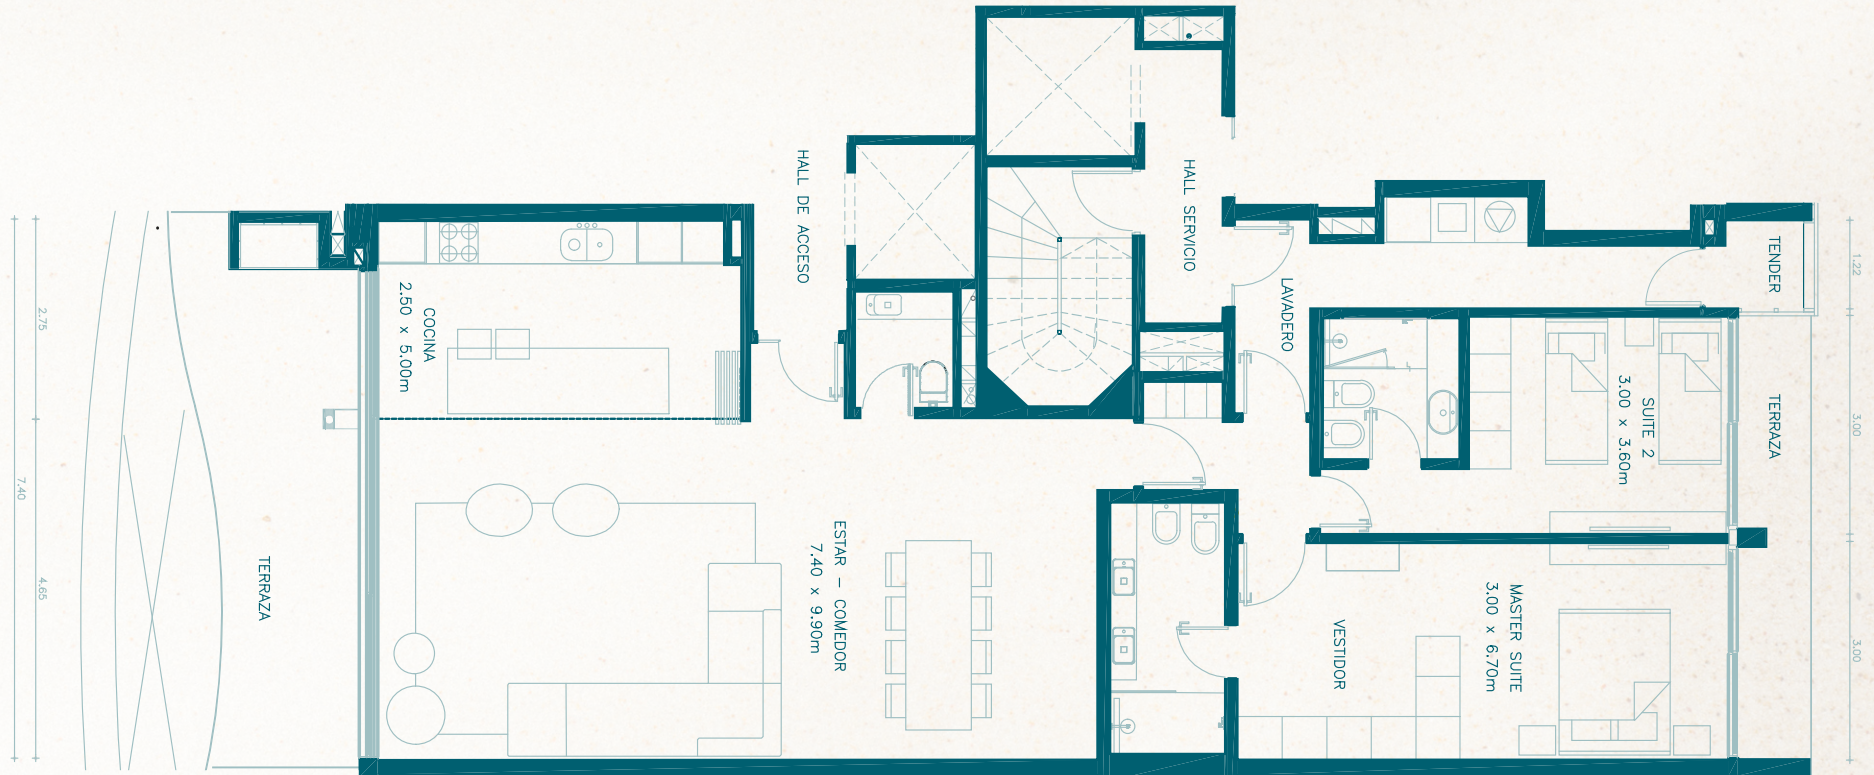 HALL DE ACCESO
HALL SERVICIO
LAVADERO
TENDER
COCINA
2.50 x 5.00m
SUITE 2
3.00 x 3.60m
TERRAZA
TERRAZA
ESTAR – COMEDOR
7.40 x 9.90m
VESTIDOR
MASTER SUITE
3.00 x 6.70m
2.75
7.40
4.65
1.22
3.00
3.00